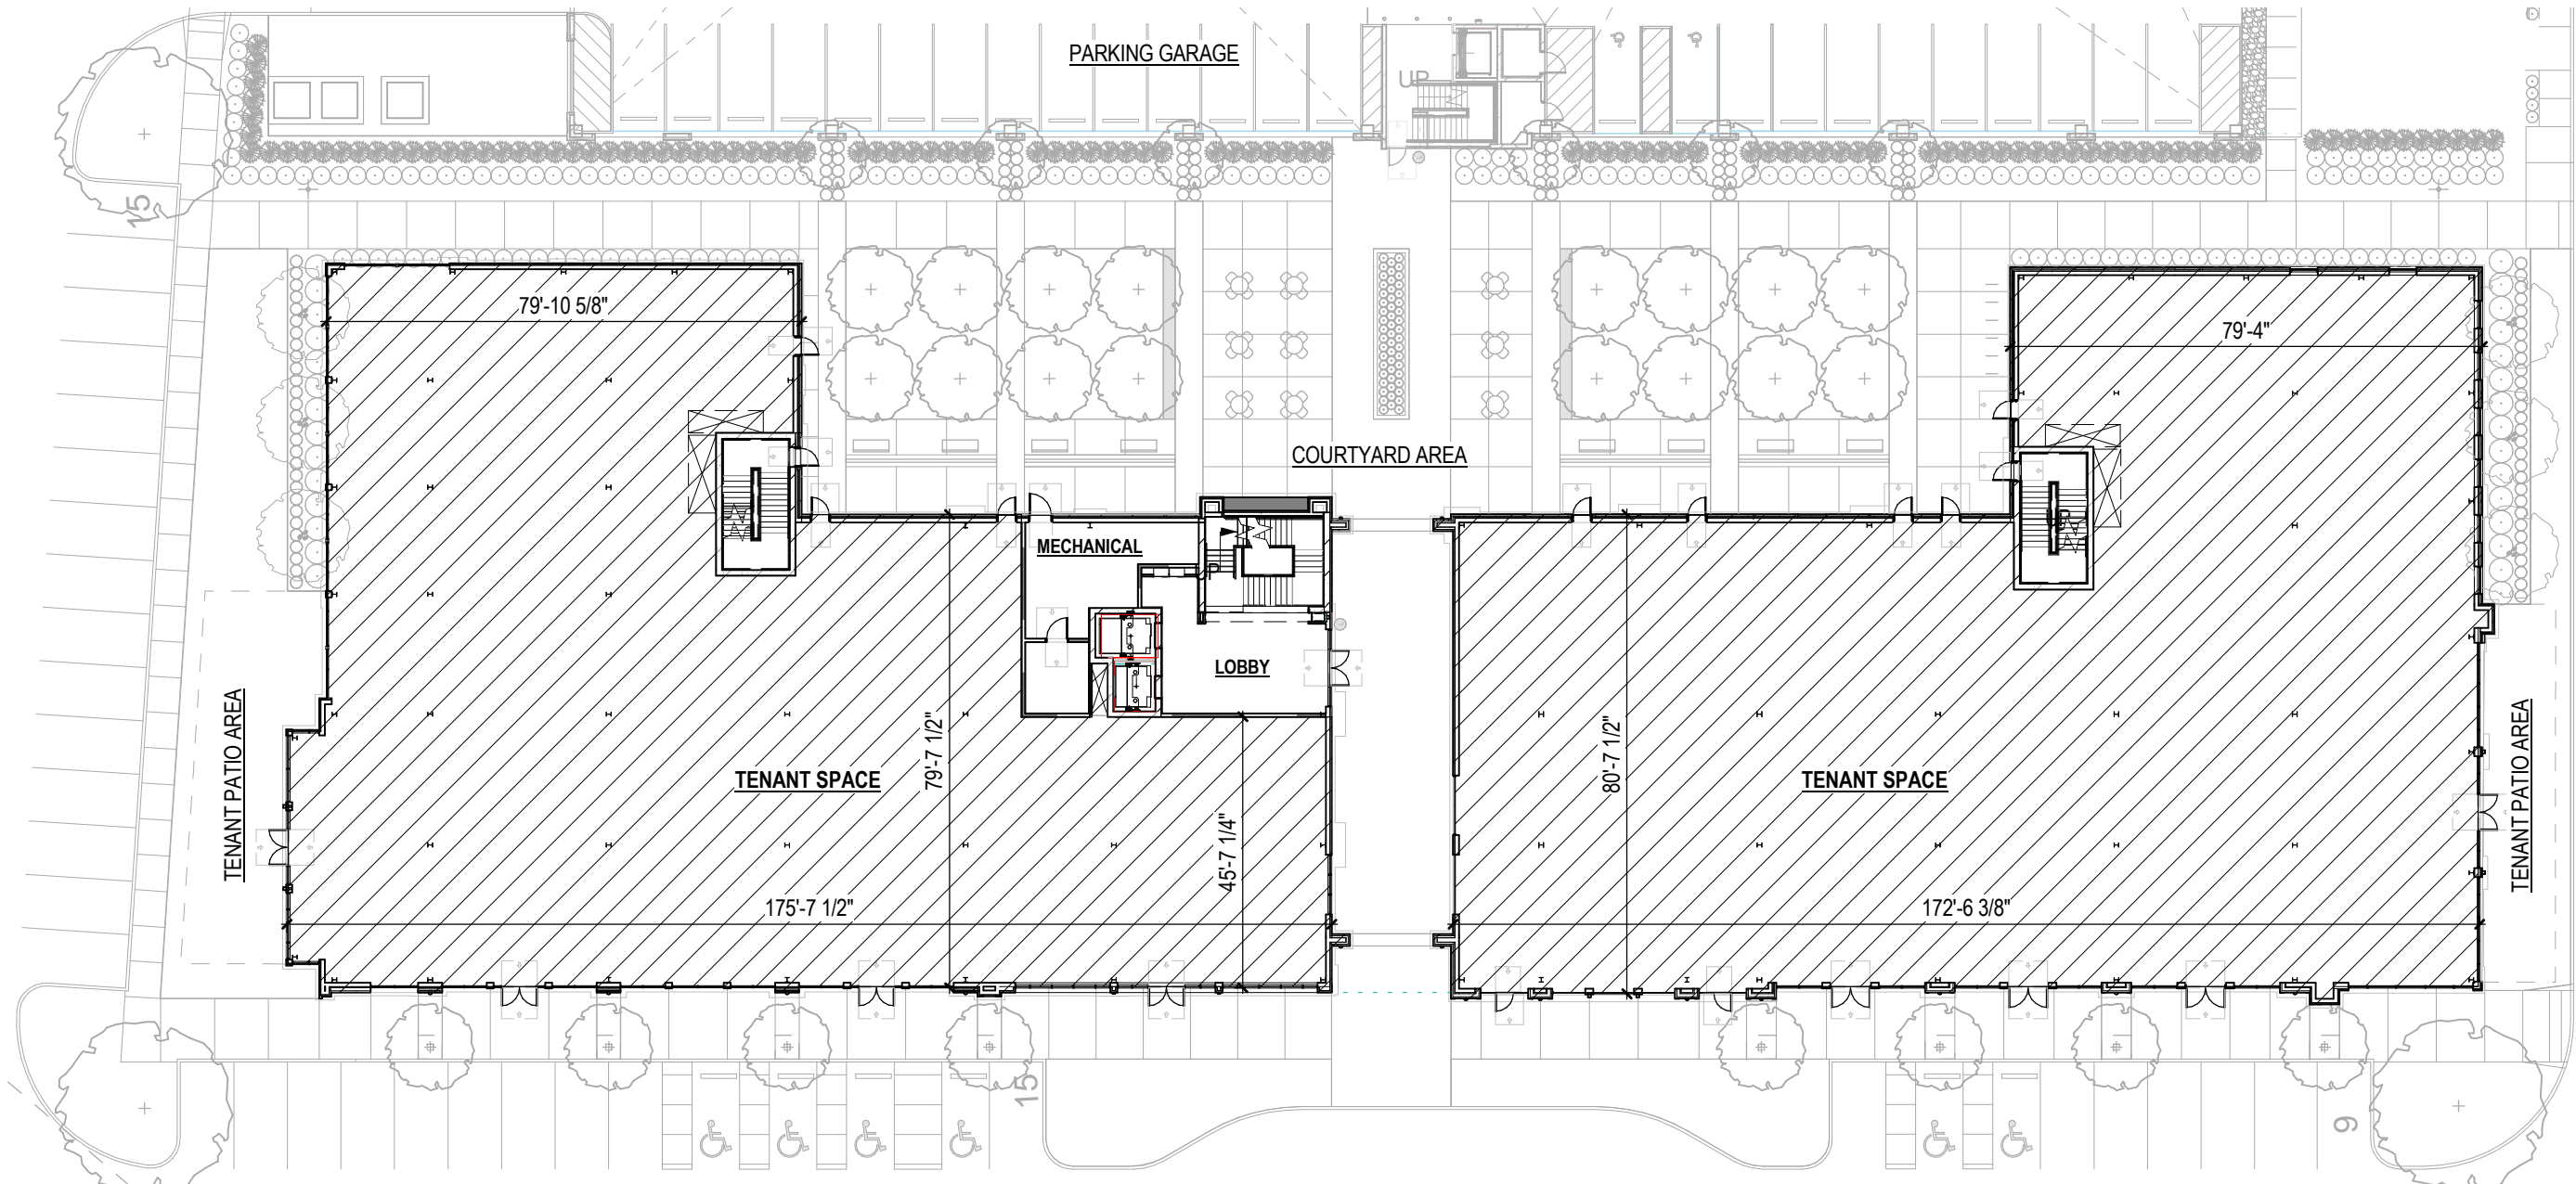 PARKING GARAGE
UP
15
79'-10 5/8"
79'-4"
COURTYARD AREA
MECHANICAL
LOBBY
TENANT PATIO AREA
79'-7 1/2"
80'-7 1/2"
TENANT PATIO AREA
TENANT SPACE
TENANT SPACE
45'-7 1/4"
175'-7 1/2"
172'-6 3/8"
15
9